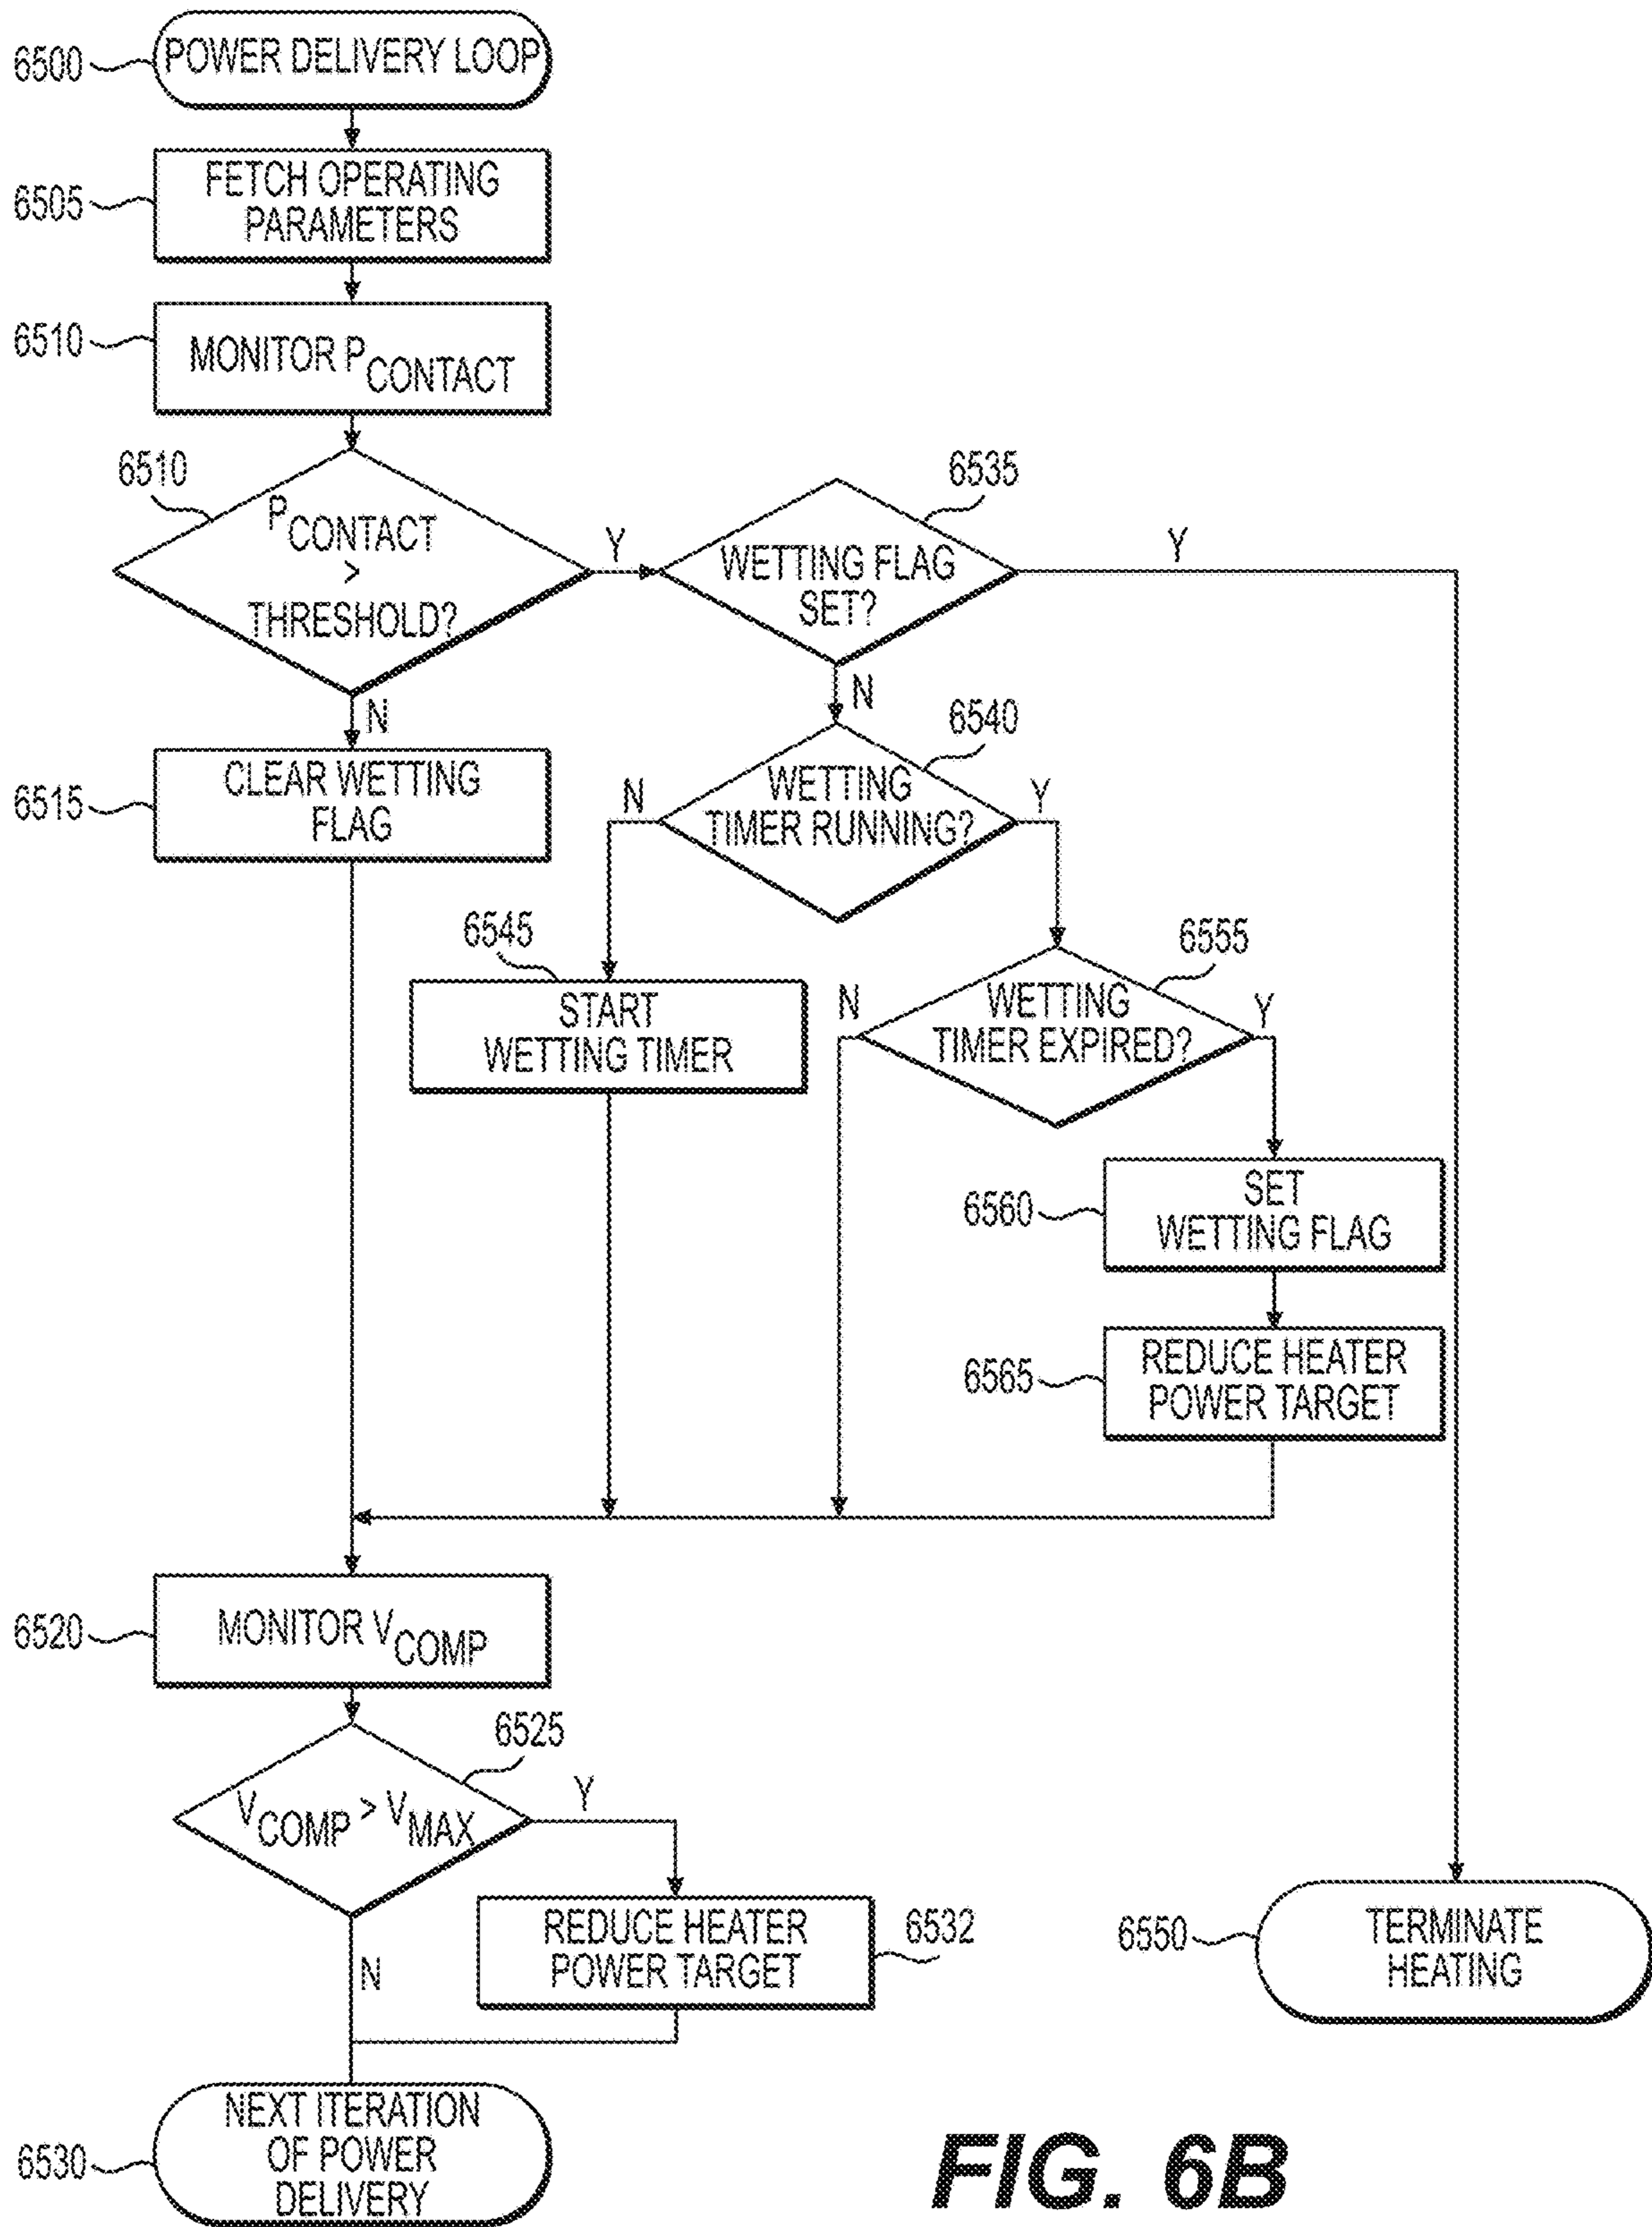 6500
POWER DELIVERY LOOP
6505
FETCH OPERATING
PARAMETERS
6510
MONITOR PCONTACT
6510
PCONTACT
>
THRESHOLD?
Y
N
6535
WETTING FLAG
SET?
Y
N
6515
CLEAR WETTING
FLAG
6540
WETTING
TIMER RUNNING?
N
Y
6545
START
WETTING TIMER
6555
WETTING
TIMER EXPIRED?
N
Y
6560
SET
WETTING FLAG
6565
REDUCE HEATER
POWER TARGET
6520
MONITOR VCOMP
6525
VCOMP > VMAX
Y
N
6532
REDUCE HEATER
POWER TARGET
6550
TERMINATE
HEATING
6530
NEXT ITERATION
OF POWER
DELIVERY
FIG. 6B